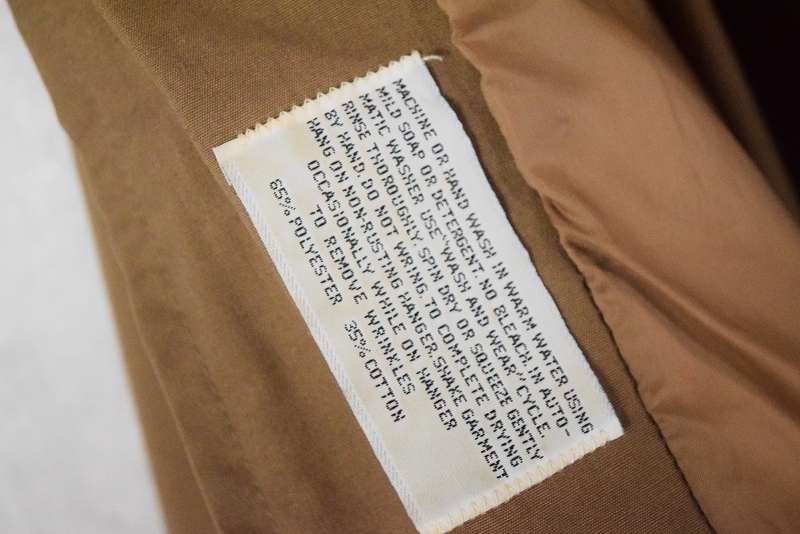 MACHINE OR HAND WASH IN WARM WATER USING
MILD SOAP OR DETERGENT. NO BLEACH. IN AUTO-
MATIC WASHER USE "WASH AND WEAR" CYCLE.
RINSE THOROUGHLY. SPIN DRY OR SQUEEZE GENTLY
BY HAND. DO NOT WRING. TO COMPLETE DRYING
HANG ON NON-RUSTING HANGER. SHAKE GARMENT
OCCASIONALLY WHILE ON HANGER
TO REMOVE WRINKLES
65% POLYESTER 35% COTTON